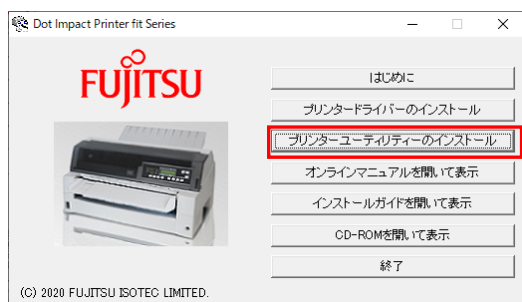 Dot Impact Printer fit Series
FUJITSU
はじめに
プリンタードライバーのインストール
プリンターユーティリティーのインストール
オンラインマニュアルを開いて表示
インストールガイドを開いて表示
CD-ROMを開いて表示
終了
(C) 2020 FUJITSU ISOTEC LIMITED.